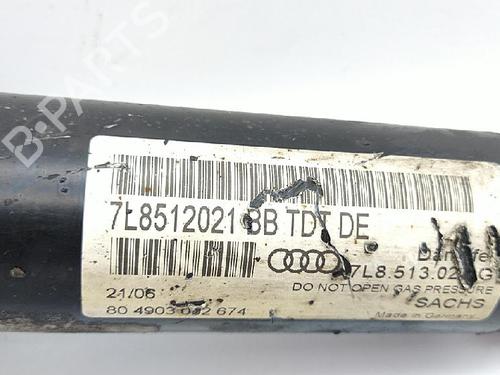 B-PARTS
7L8512021 BB TDT DE
7L8.513.02 G
DO NOT OPEN GAS PRESSURE
21/06
SACHS
80 4903 002 674
Made in Germany